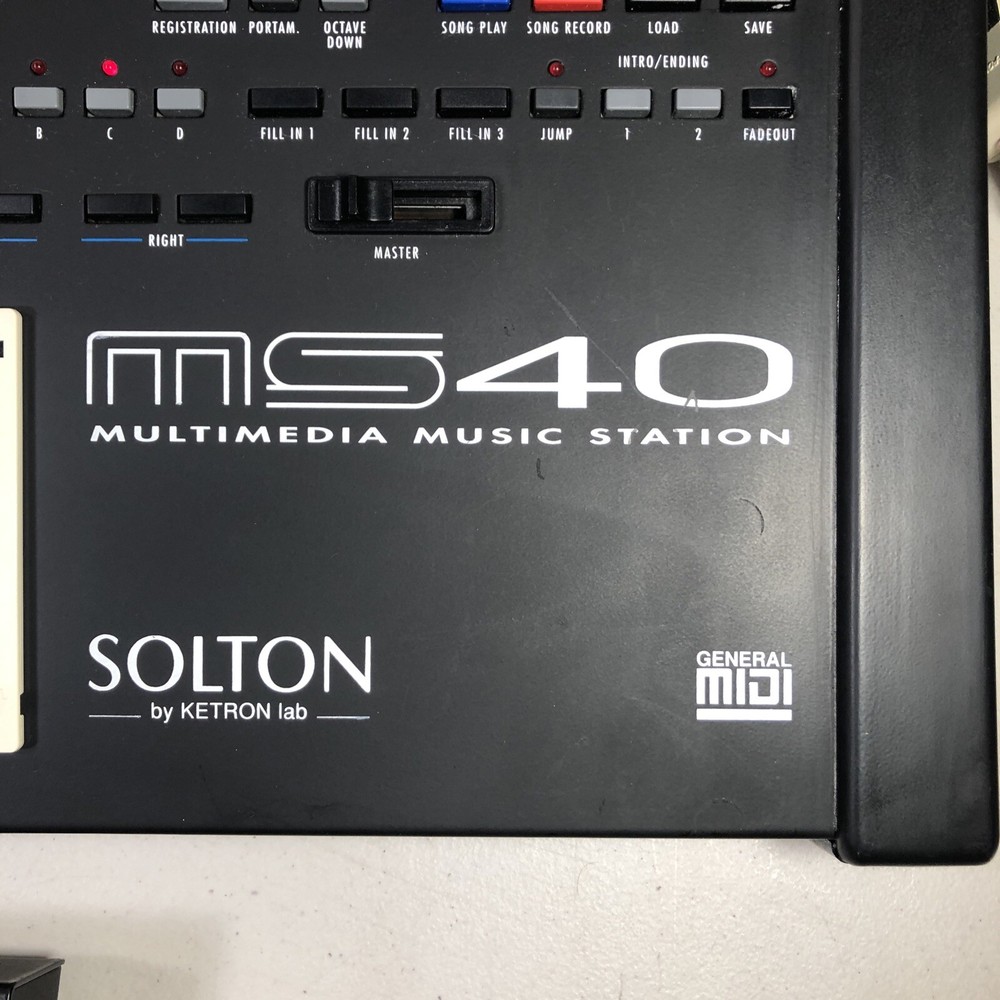 REGISTRATION PORTAM. OCTAVE DOWN SONG PLAY SONG RECORD LOAD SAVE
INTRO/ENDING
B C D FILL IN 1 FILL IN 2 FILL IN 3 JUMP 1 2 FADEOUT
RIGHT
MASTER
MS40
MULTIMEDIA MUSIC STATION
SOLTON
by KETRON lab
GENERAL
MIDI